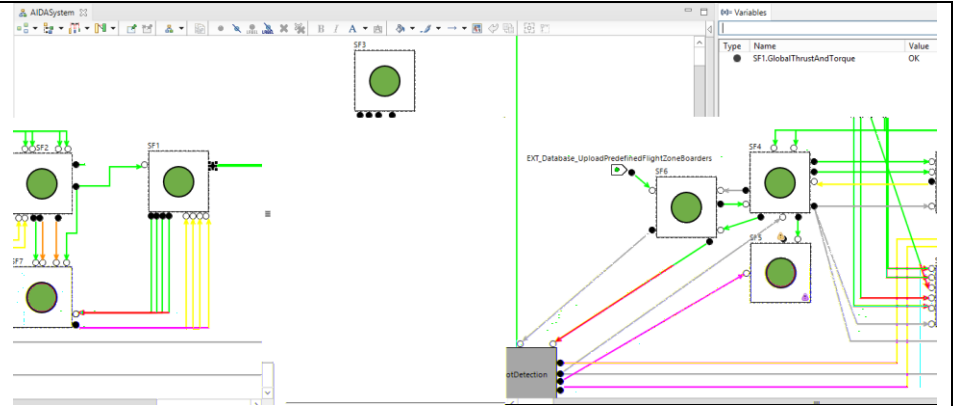 AIDASystem
B I A
(x)= Variables
Type Name Value
SF1.GlobalThrustAndTorque OK
SF3
SF2
SF1
SF7
EXT_Database_UploadPredefinedFlightZoneBoarders
SF4
SF6
SF5
otDetection